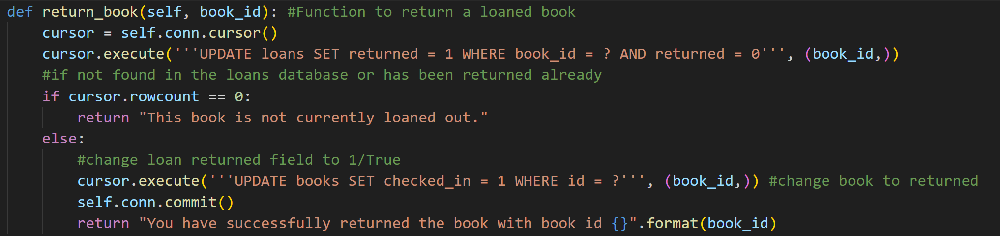 def return_book(self, book_id): #Function to return a loaned book
    cursor = self.conn.cursor()
    cursor.execute('''UPDATE loans SET returned = 1 WHERE book_id = ? AND returned = 0''', (book_id,))
    #if not found in the loans database or has been returned already
    if cursor.rowcount == 0:
        return "This book is not currently loaned out."
    else:
        #change loan returned field to 1/True
        cursor.execute('''UPDATE books SET checked_in = 1 WHERE id = ?''', (book_id,)) #change book to returned
        self.conn.commit()
        return "You have successfully returned the book with book id {}".format(book_id)